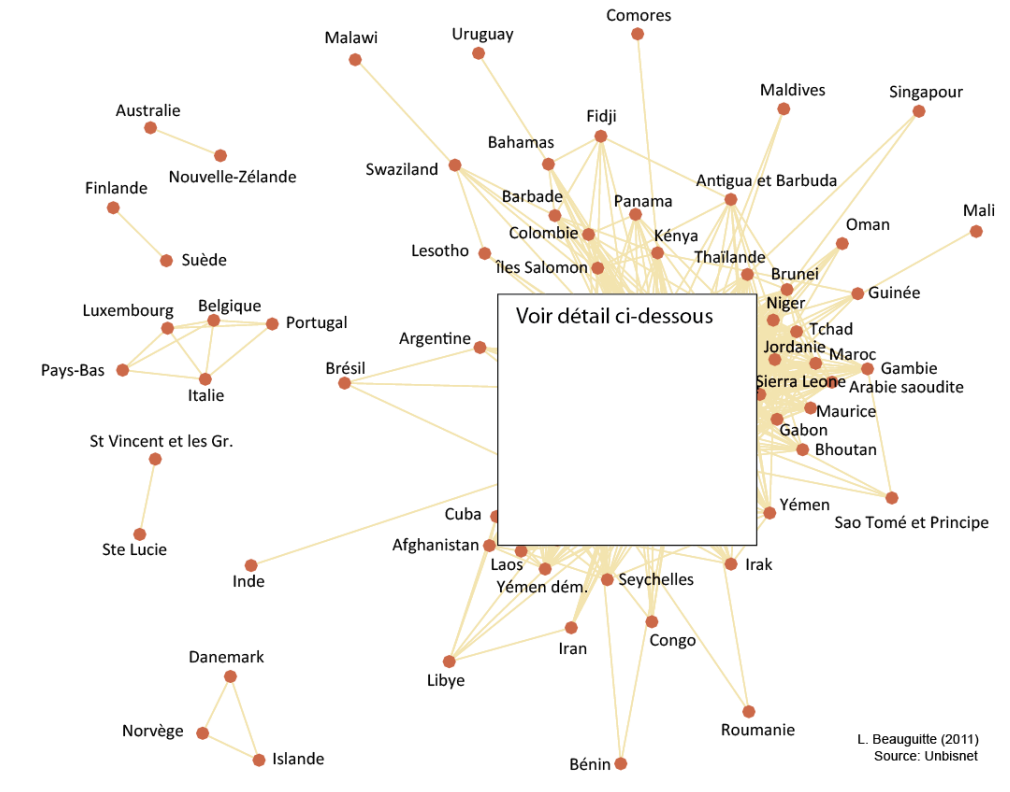 Comores
Malawi
Uruguay
Maldives
Singapour
Australie
Fidji
Bahamas
Swaziland
Nouvelle-Zélande
Antigua et Barbuda
Finlande
Barbade
Panama
Mali
Colombie
Oman
Kénya
Lesotho
Suède
îles Salomon
Thaïlande
Brunei
Guinée
Niger
Luxembourg
Belgique
Portugal
Voir détail ci-dessous
Tchad
Argentine
Jordanie
Maroc
Pays-Bas
Brésil
Gambie
Italie
Sierra Leone
Arabie saoudite
Maurice
Gabon
St Vincent et les Gr.
Bhoutan
Yémen
Cuba
Sao Tomé et Principe
Ste Lucie
Afghanistan
Laos
Irak
Inde
Yémen dém.
Seychelles
Iran
Congo
Danemark
Libye
Norvège
Roumanie
Islande
Bénin
L. Beauguitte (2011)
Source: Unbisnet